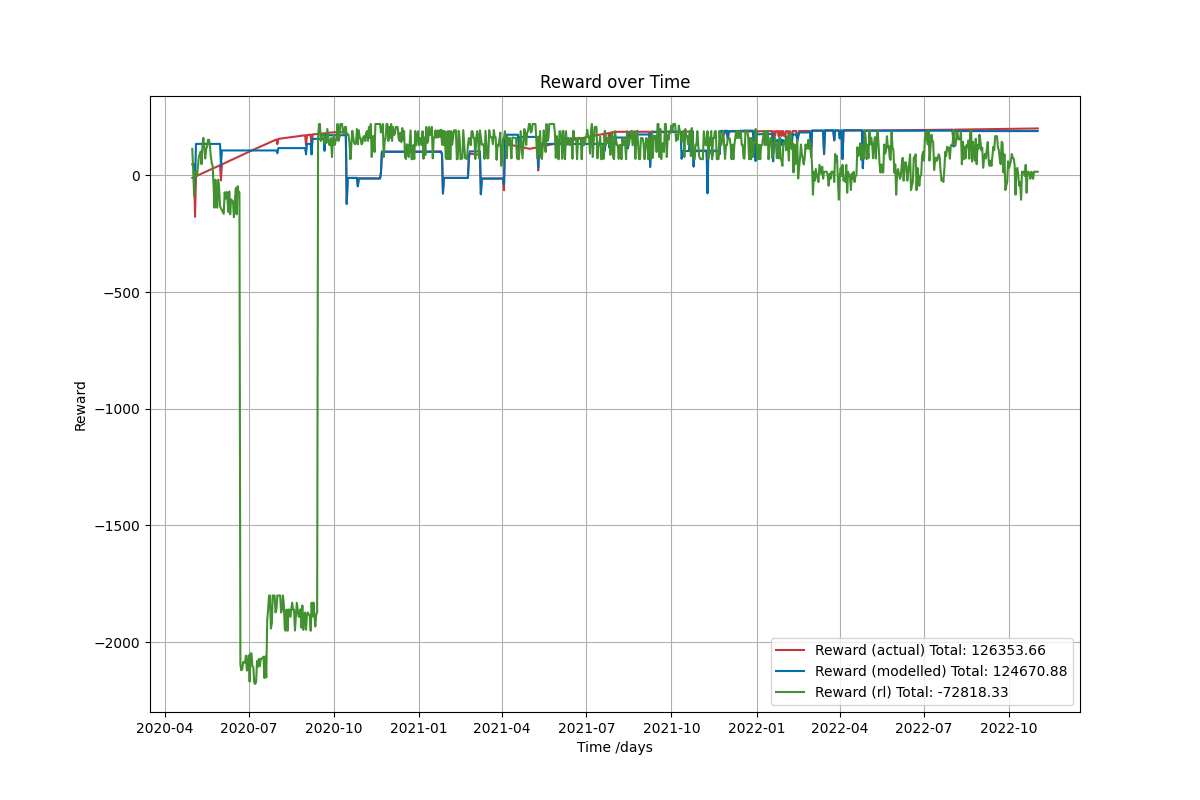 Reward over Time
Reward
0
−500
−1000
−1500
−2000
Reward (actual) Total: 126353.66
Reward (modelled) Total: 124670.88
Reward (rl) Total: -72818.33
2020-04 2020-07 2020-10 2021-01 2021-04 2021-07 2021-10 2022-01 2022-04 2022-07 2022-10
Time /days